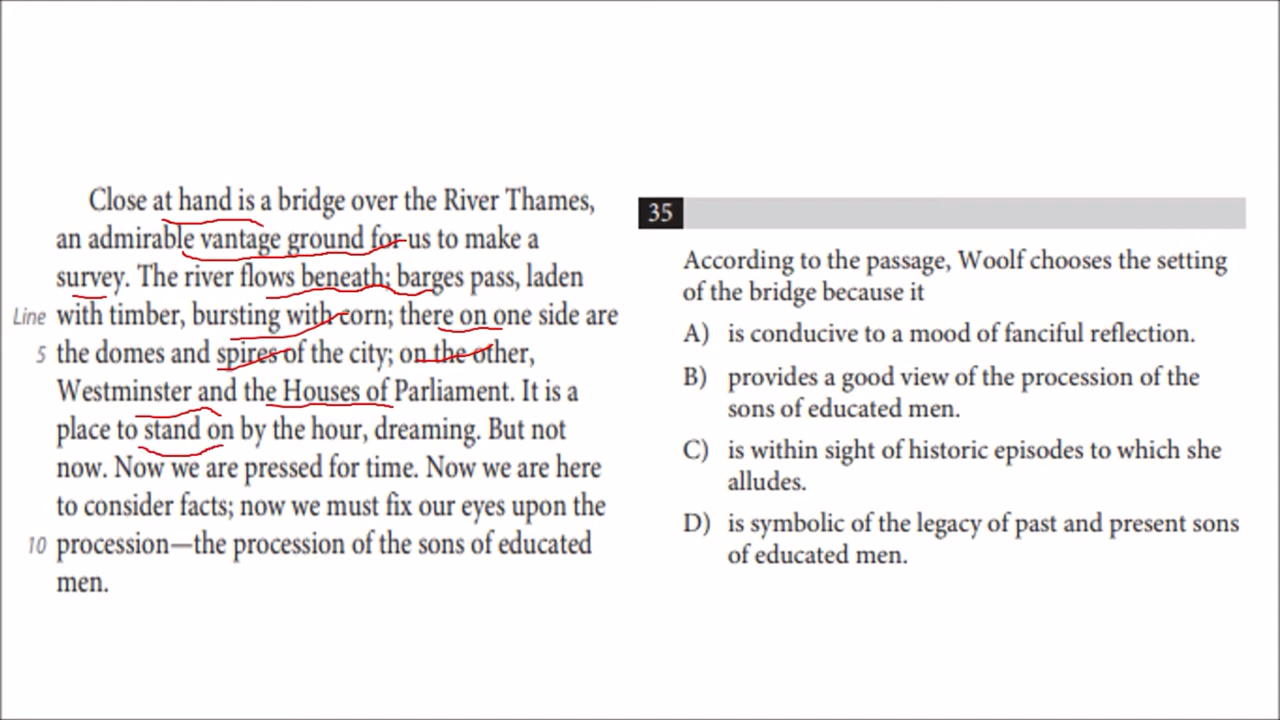 Close at hand is a bridge over the River Thames,
an admirable vantage ground for us to make a
survey. The river flows beneath; barges pass, laden
Line with timber, bursting with corn; there on one side are
5 the domes and spires of the city; on the other,
Westminster and the Houses of Parliament. It is a
place to stand on by the hour, dreaming. But not
now. Now we are pressed for time. Now we are here
to consider facts; now we must fix our eyes upon the
10 procession—the procession of the sons of educated
men.
35
According to the passage, Woolf chooses the setting
of the bridge because it
A) is conducive to a mood of fanciful reflection.
B) provides a good view of the procession of the
sons of educated men.
C) is within sight of historic episodes to which she
alludes.
D) is symbolic of the legacy of past and present sons
of educated men.